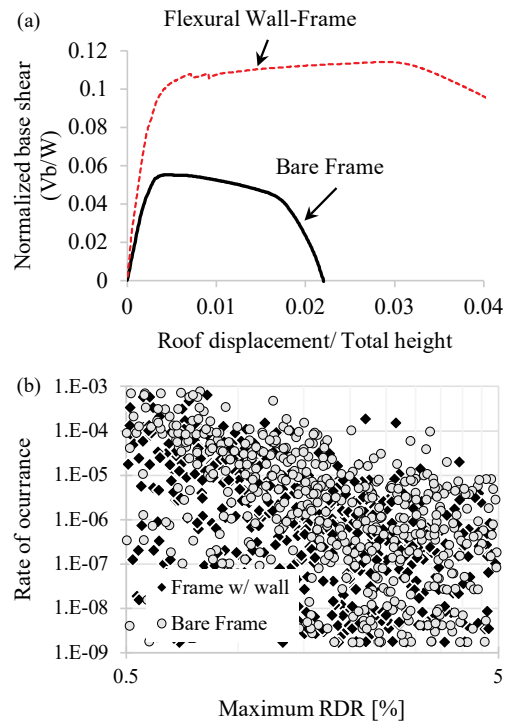 (a)
Flexural Wall-Frame
0.12
0.1
0.08
0.06
0.04
0.02
0
Normalized base shear
(Vb/W)
Bare Frame
0
0.01
0.02
0.03
0.04
Roof displacement/ Total height
(b)
1.E-03
1.E-04
1.E-05
1.E-06
1.E-07
1.E-08
1.E-09
Rate of ocurrance
Frame w/ wall
Bare Frame
0.5
5
Maximum RDR [%]